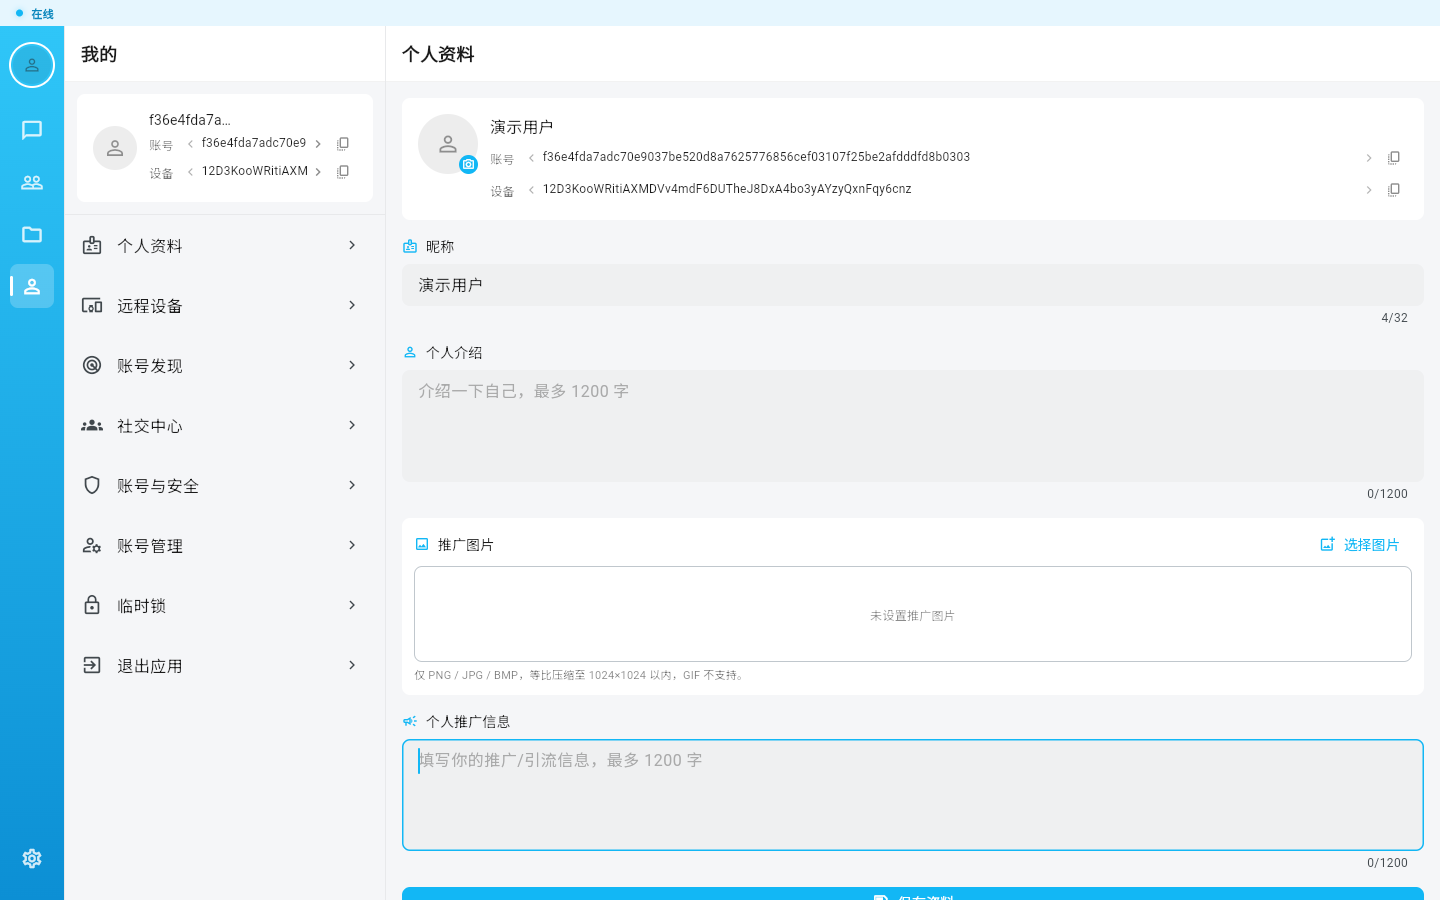 在线
我的
f36e4fda7a...
账号 f36e4fda7adc70e9
设备 12D3KooWRitiAXM
个人资料
远程设备
账号发现
社交中心
账号与安全
账号管理
临时锁
退出应用
个人资料
演示用户
账号 f36e4fda7adc70e9037be520d8a7625776856cef03107f25be2afdddfd8b0303
设备 12D3KooWRitiAXMDVv4mdF6DUTheJ8DxA4bo3yAYzyQxnFqy6cnz
昵称
演示用户
4/32
个人介绍
介绍一下自己，最多 1200 字
0/1200
推广图片
选择图片
未设置推广图片
仅 PNG / JPG / BMP，等比压缩至 1024×1024 以内，GIF 不支持。
个人推广信息
填写你的推广/引流信息，最多 1200 字
0/1200
保存资料